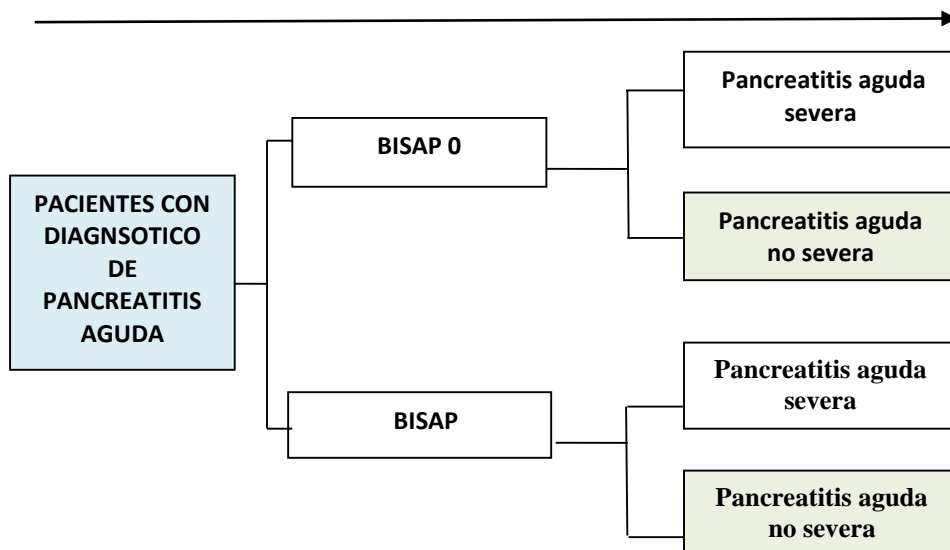 Pancreatitis aguda
severa
BISAP 0
PACIENTES CON
DIAGNSOTICO
DE
PANCREATITIS
AGUDA
Pancreatitis aguda
no severa
Pancreatitis aguda
severa
BISAP
Pancreatitis aguda
no severa